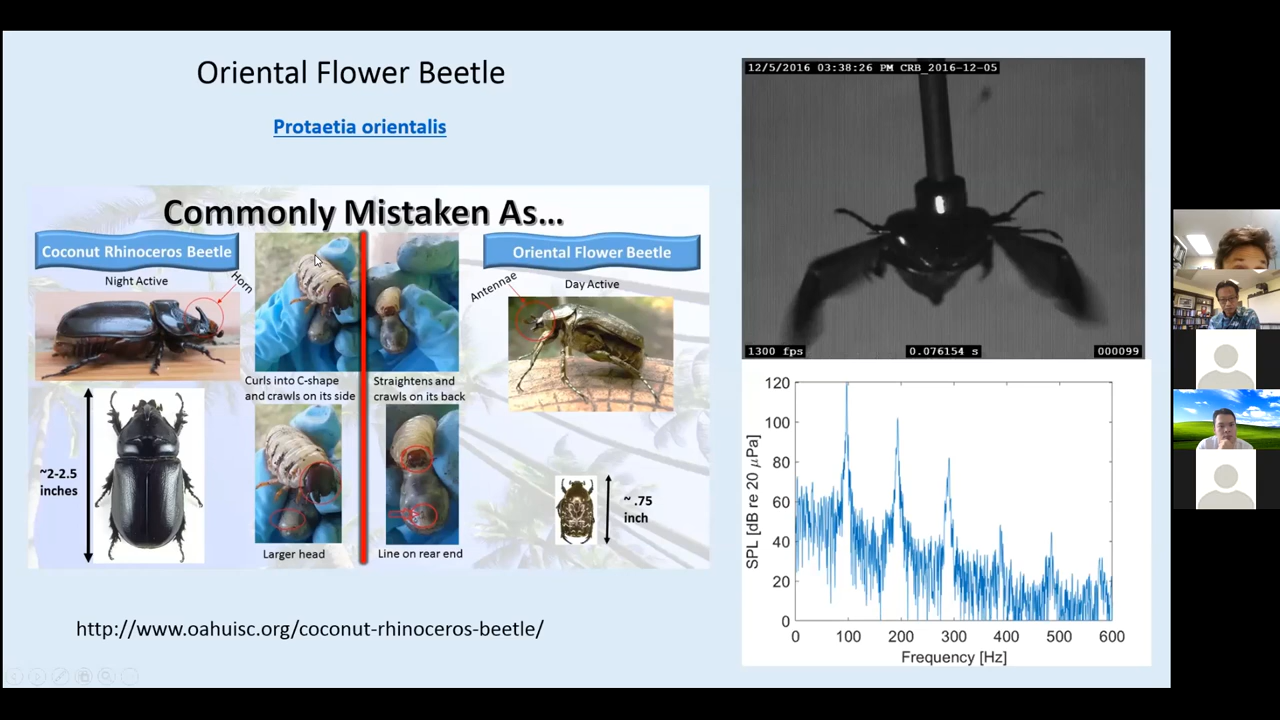 Oriental Flower Beetle
Protaetia orientalis
Commonly Mistaken As...
Coconut Rhinoceros Beetle
Night Active
Horn
Curls into C-shape
and crawls on its side
Straightens and
crawls on its back
Oriental Flower Beetle
Day Active
Antennae
~2-2.5
inches
Larger head
Line on rear end
~ .75
inch
http://www.oahuisc.org/coconut-rhinoceros-beetle/
12/5/2016 03:38:26 PM CRB_2016-12-05
1300 fps
0.076154 s
000099
SPL [dB re 20 μPa]
120
100
80
60
40
20
0
0 100 200 300 400 500 600
Frequency [Hz]